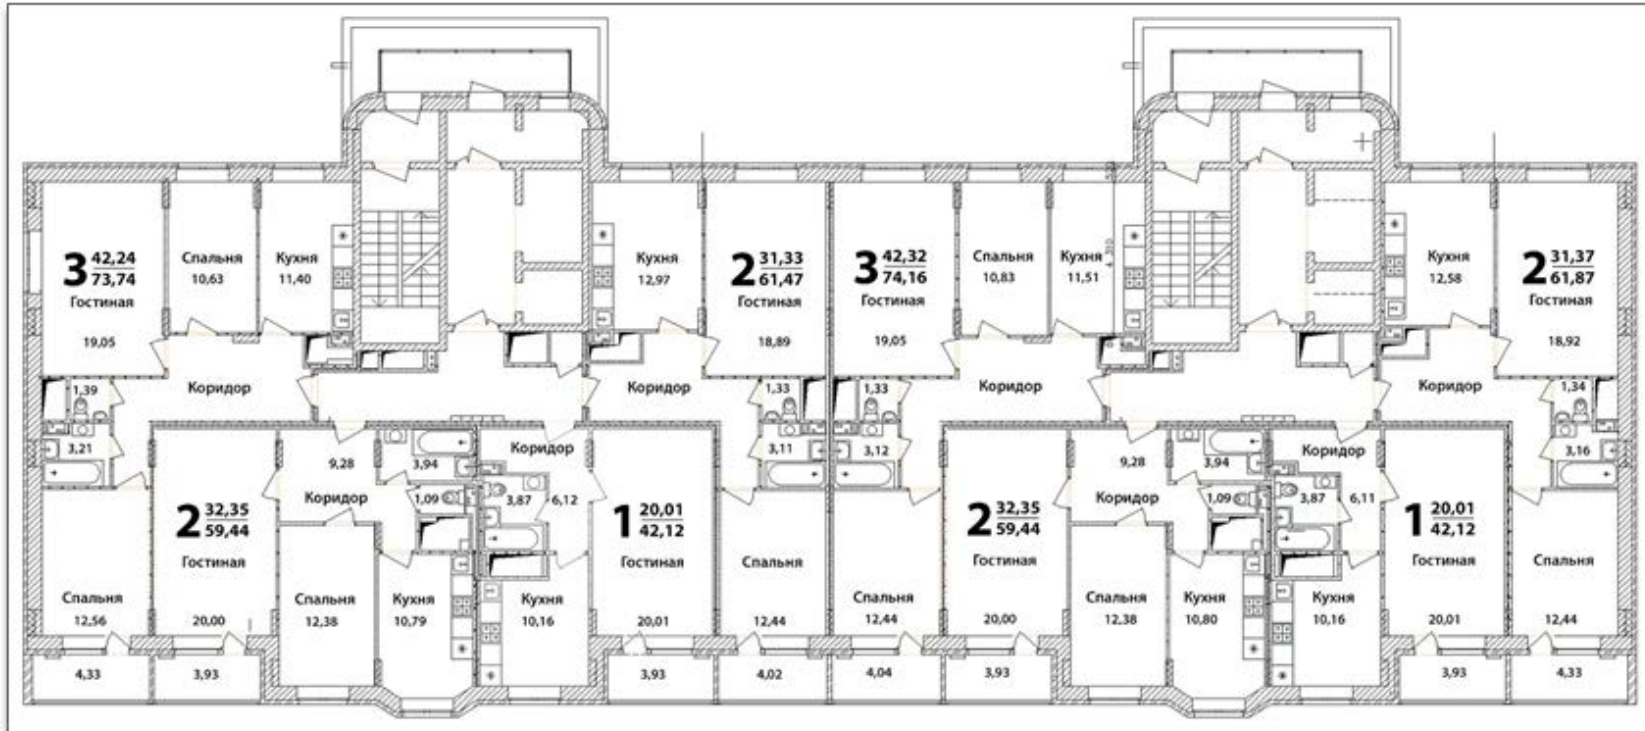 3 42,24
73,74
Гостиная
19,05
Спальня
10,63
Кухня
11,40
Кухня
12,97
2 31,33
61,47
Гостиная
18,89
3 42,32
74,16
Гостиная
19,05
Спальня
10,83
Кухня
11,51
Кухня
12,58
2 31,37
61,87
Гостиная
18,92
1,39
Коридор
Коридор
1,33
1,33
Коридор
Коридор
1,34
3,21
9,28
3,94
Коридор
3,11
3,12
9,28
3,94
Коридор
3,16
Коридор
1,09
3,87
6,12
Коридор
1,09
3,87
6,11
2 32,35
59,44
Гостиная
20,00
1 20,01
42,12
Гостиная
20,01
2 32,35
59,44
Гостиная
20,00
1 20,01
42,12
Гостиная
20,01
Спальня
12,56
Спальня
12,38
Кухня
10,79
Кухня
10,16
Спальня
12,44
Спальня
12,44
Спальня
12,38
Кухня
10,80
Кухня
10,16
Спальня
12,44
4,33
3,93
3,93
4,02
4,04
3,93
3,93
4,33